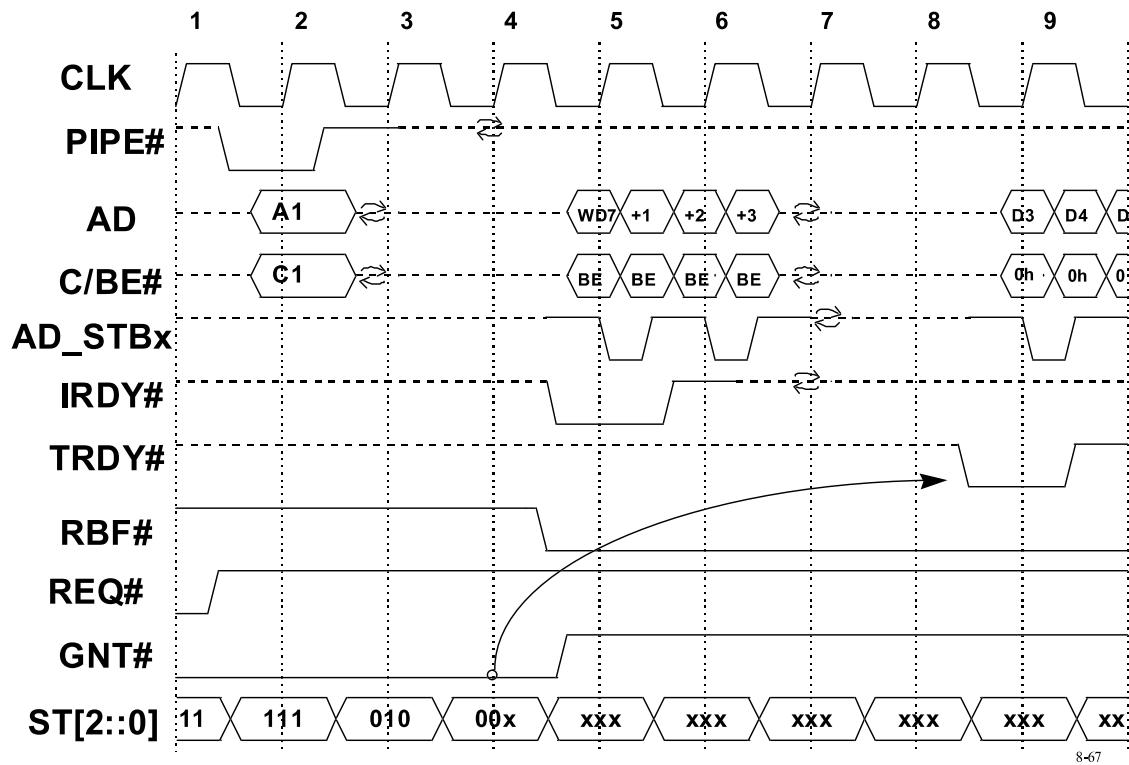 1 2 3 4 5 6 7 8 9
CLK
PIPE#
AD A1 WD7 +1 +2 +3 D3 D4 D
C/BE# C1 BE BE BE BE 0h 0h 0
AD_STBx
IRDY#
TRDY#
RBF#
REQ#
GNT#
ST[2::0] 11 111 010 00x xxx xxx xxx xxx xxx xx
8-67